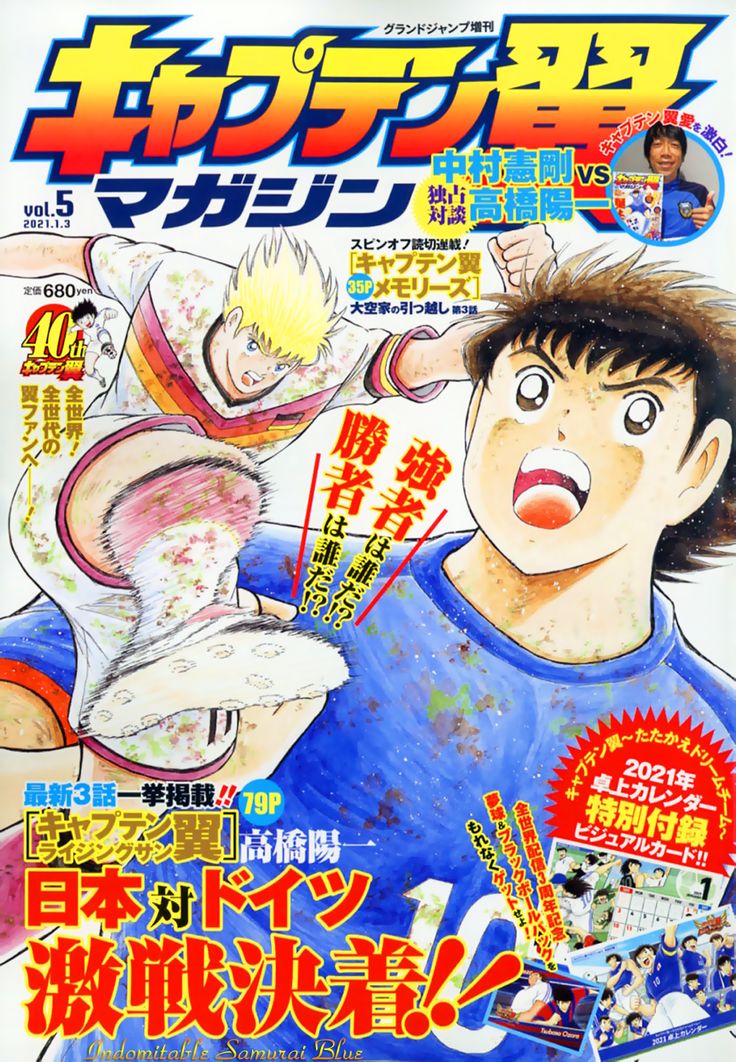 グランドジャンプ増刊
キャプテン翼
マガジン
vol.5
2021.1.3
キャプテン翼愛を激白!
中村憲剛VS
独占
対談
高橋陽一
定価680yen
スピンオフ読切連載!
[キャプテン翼
35P
メモリーズ]
大空家の引っ越し 第3話
40th
キャプテン翼
全世界!
全世代の
翼ファンへ——!
強者は誰だ!?
勝者は誰だ!?
最新3話一挙掲載!!
79P
[キャプテン翼
ライジングサン]
高橋陽一
日本対ドイツ
激戦決着!!
Indomitable Samurai Blue
10
キャプテン翼~たたかえドリームチーム~
2021年
卓上カレンダー
特別付録
ビジュアルカード!!
全世界配信3周年記念
夢球&ブラックボールパックを
もれなくゲットせよ!
1
Tsubasa Ozora
2021 卓上カレンダー